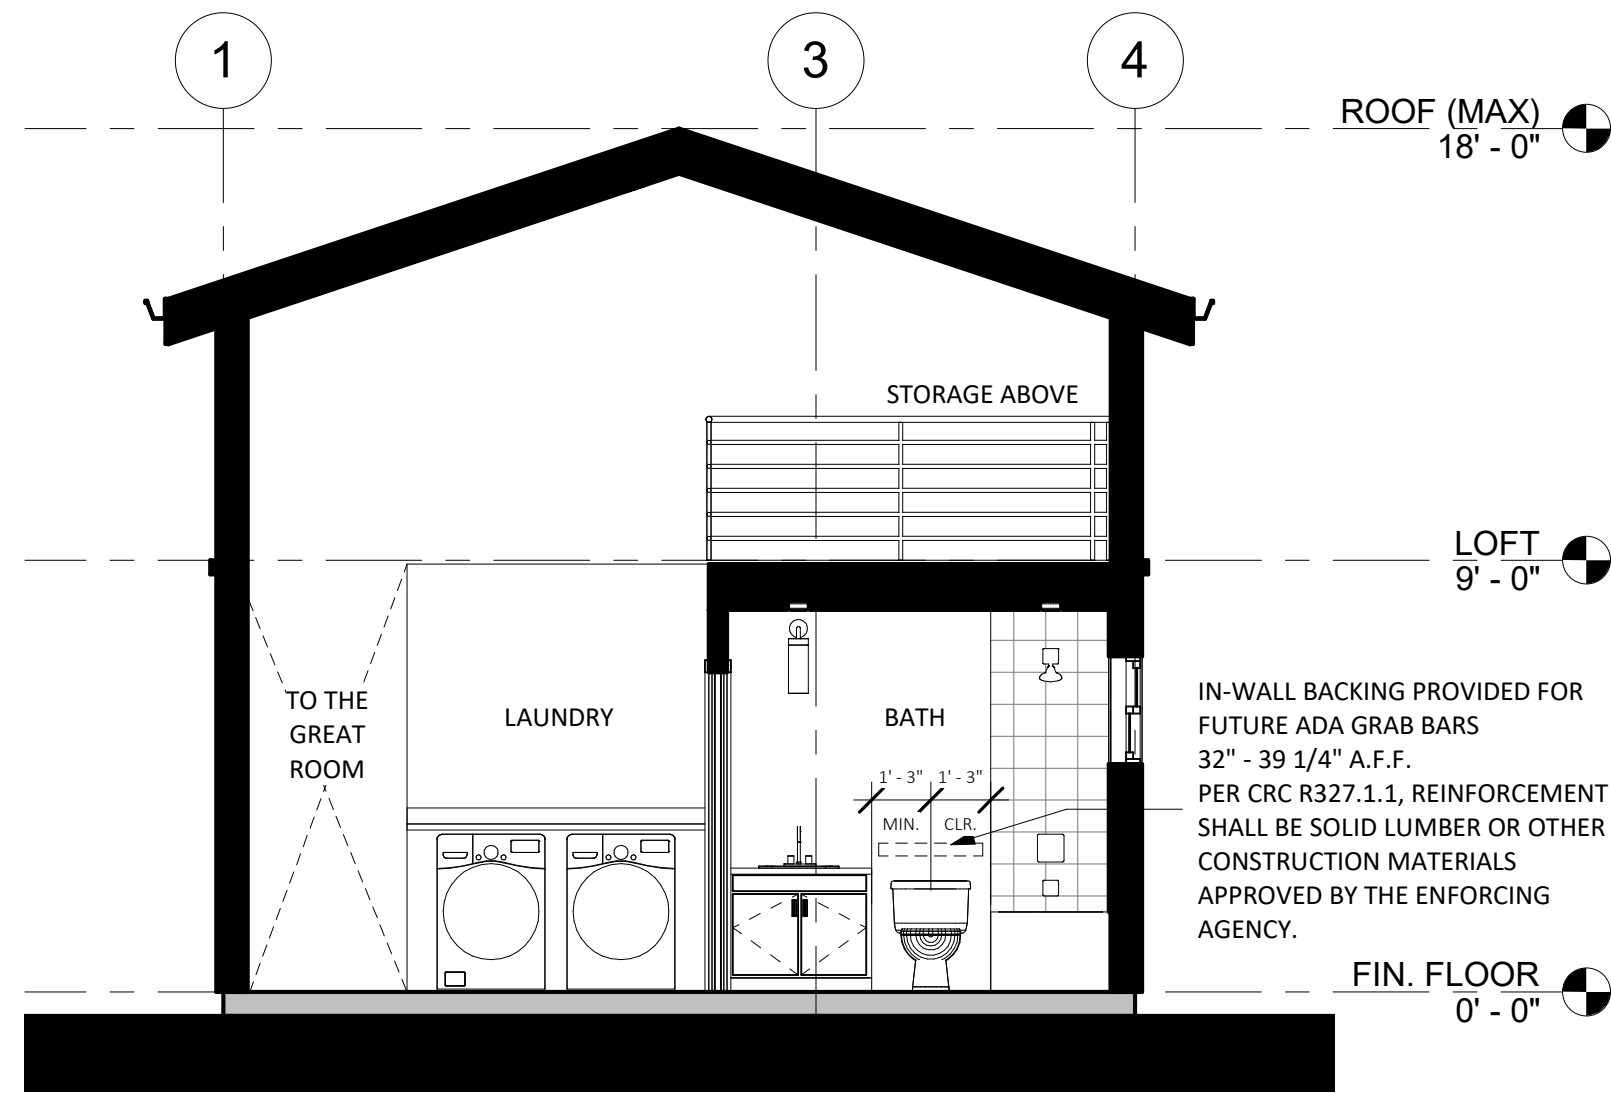 1
3
4
ROOF (MAX)
18' - 0"
STORAGE ABOVE
LOFT
9' - 0"
TO THE
GREAT
ROOM
LAUNDRY
BATH
1' - 3" 1' - 3"
MIN. CLR.
IN-WALL BACKING PROVIDED FOR
FUTURE ADA GRAB BARS
32" - 39 1/4" A.F.F.
PER CRC R327.1.1, REINFORCEMENT
SHALL BE SOLID LUMBER OR OTHER
CONSTRUCTION MATERIALS
APPROVED BY THE ENFORCING
AGENCY.
FIN. FLOOR
0' - 0"